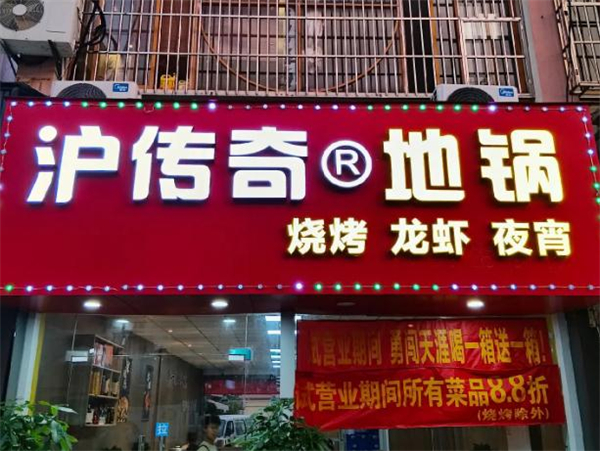 沪传奇®地锅
烧烤 龙虾 夜宵
试营业期间 勇闯天涯喝一箱送一箱!
试营业期间所有菜品8.8折
(烧烤除外)
拉